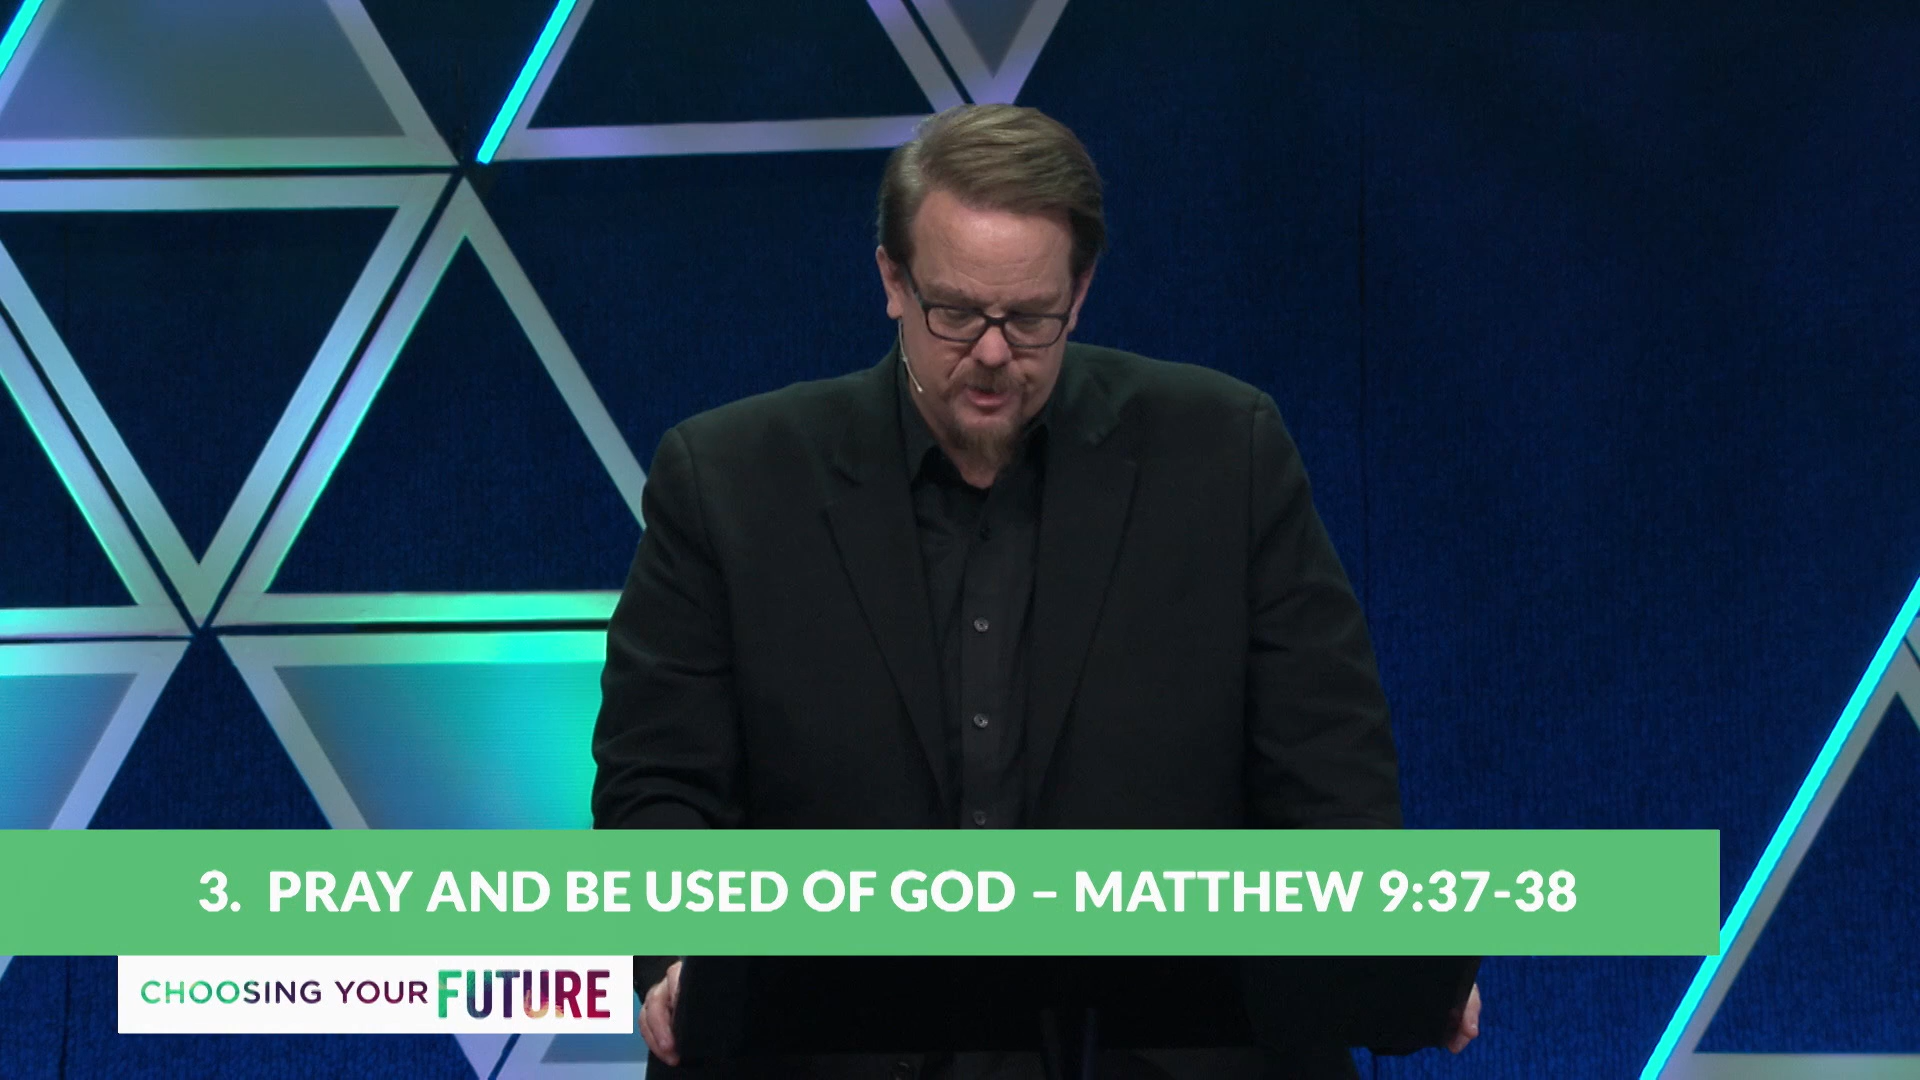 3. PRAY AND BE USED OF GOD – MATTHEW 9:37-38
CHOOSING YOUR FUTURE